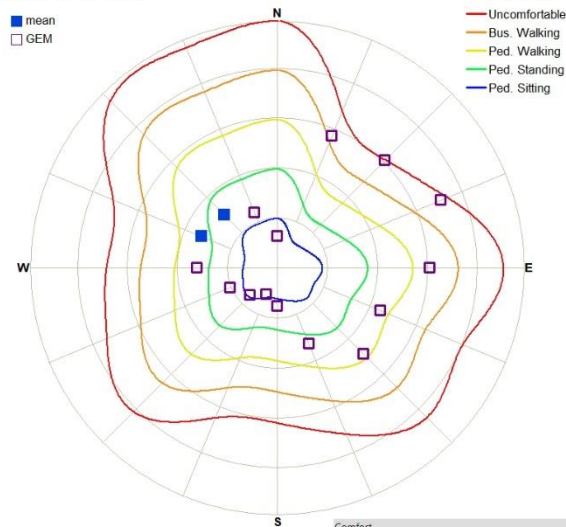 N
mean
GEM
Uncomfortable
Bus. Walking
Ped. Walking
Ped. Standing
Ped. Sitting
W
E
S
Comfort